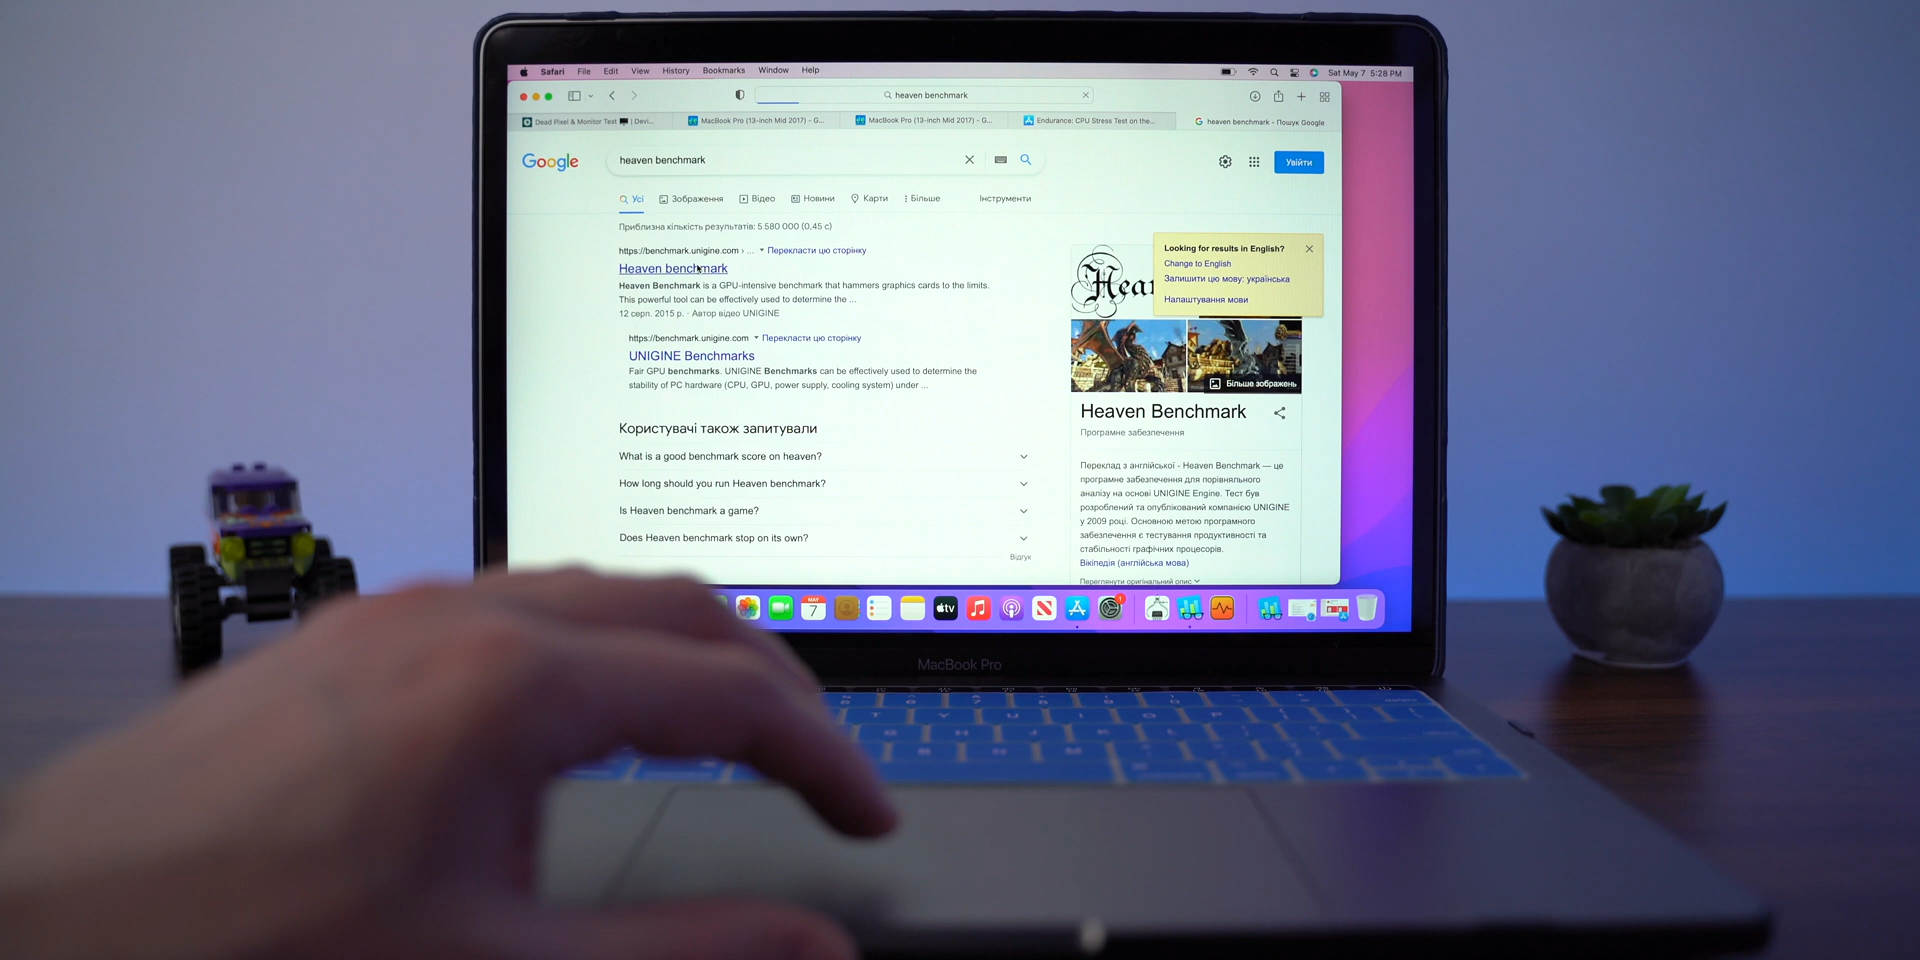 Safari File Edit View History Bookmarks Window Help Sat May 7 5:28 PM
heaven benchmark
Dead Pixel & Monitor Test 🖥 | Devi... MacBook Pro (13-inch Mid 2017) - G... MacBook Pro (13-inch Mid 2017) - G... Endurance: CPU Stress Test on the... heaven benchmark - Пошук Google
Google heaven benchmark Увійти
Усі Зображення Відео Новини Карти Більше Інструменти
Приблизна кількість результатів: 5 580 000 (0,45 с)
https://benchmark.unigine.com › ... Перекласти цю сторінку
Heaven benchmark
Heaven Benchmark is a GPU-intensive benchmark that hammers graphics cards to the limits.
This powerful tool can be effectively used to determine the ...
12 серп. 2015 р. · Автор відео UNIGINE
https://benchmark.unigine.com Перекласти цю сторінку
UNIGINE Benchmarks
Fair GPU benchmarks. UNIGINE Benchmarks can be effectively used to determine the
stability of PC hardware (CPU, GPU, power supply, cooling system) under ...
Користувачі також запитували
What is a good benchmark score on heaven?
How long should you run Heaven benchmark?
Is Heaven benchmark a game?
Does Heaven benchmark stop on its own?
Відгук
Looking for results in English?
Change to English
Залишити цю мову: українська
Налаштування мови
Hea
Більше зображень
Heaven Benchmark
Програмне забезпечення
Переклад з англійської - Heaven Benchmark — це
програмне забезпечення для порівняльного
аналізу на основі UNIGINE Engine. Тест був
розроблений та опублікований компанією UNIGINE
у 2009 році. Основною метою програмного
забезпечення є тестування продуктивності та
стабільності графічних процесорів.
Вікіпедія (англійська мова)
Переглянути оригінальний опис
MAY
7
tv
1
MacBook Pro
T Y U I O P
G H J K L
B N M